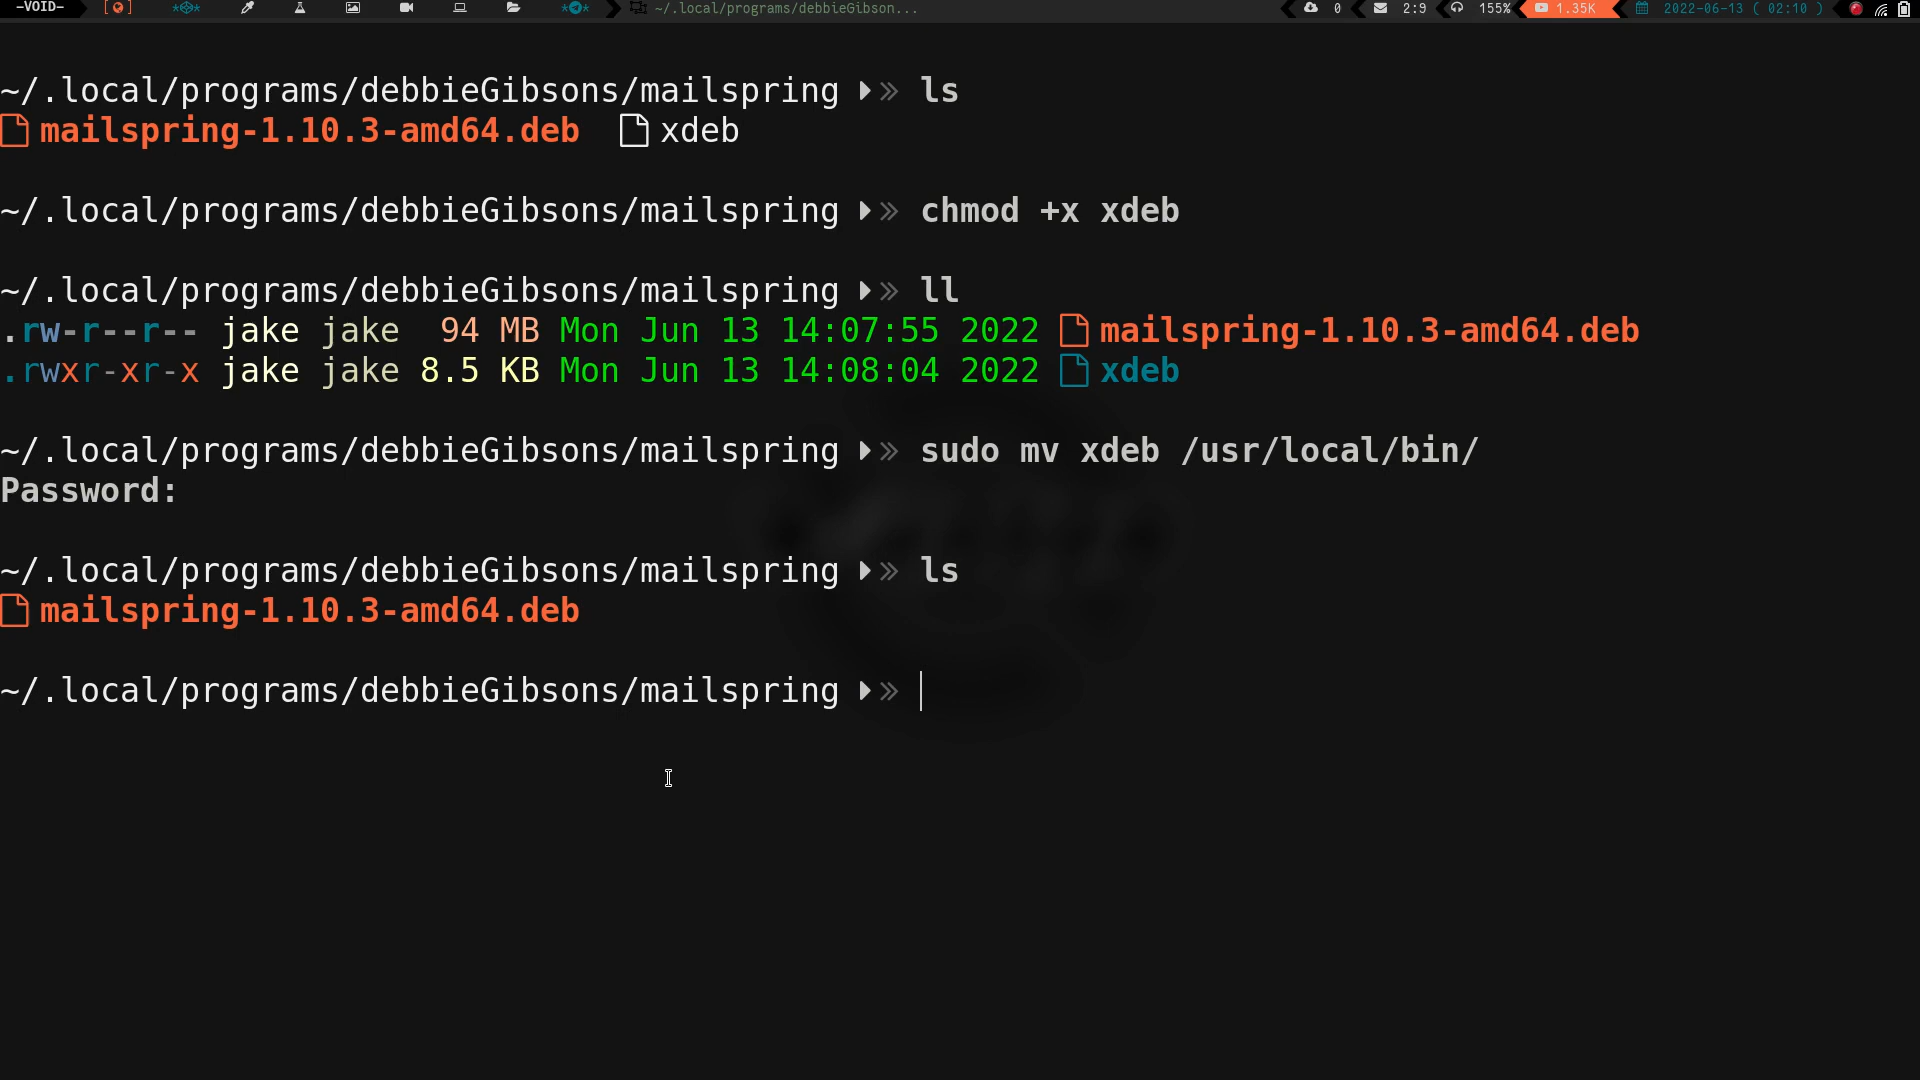 -VOID- [ ] * * * * ~/.local/programs/debbieGibson... 0 2:9 155% 1.35K 2022-06-13 ( 02:10 )
~/.local/programs/debbieGibsons/mailspring » ls
mailspring-1.10.3-amd64.deb xdeb
~/.local/programs/debbieGibsons/mailspring » chmod +x xdeb
~/.local/programs/debbieGibsons/mailspring » ll
.rw-r--r-- jake jake 94 MB Mon Jun 13 14:07:55 2022 mailspring-1.10.3-amd64.deb
.rwxr-xr-x jake jake 8.5 KB Mon Jun 13 14:08:04 2022 xdeb
~/.local/programs/debbieGibsons/mailspring » sudo mv xdeb /usr/local/bin/
Password:
~/.local/programs/debbieGibsons/mailspring » ls
mailspring-1.10.3-amd64.deb
~/.local/programs/debbieGibsons/mailspring »